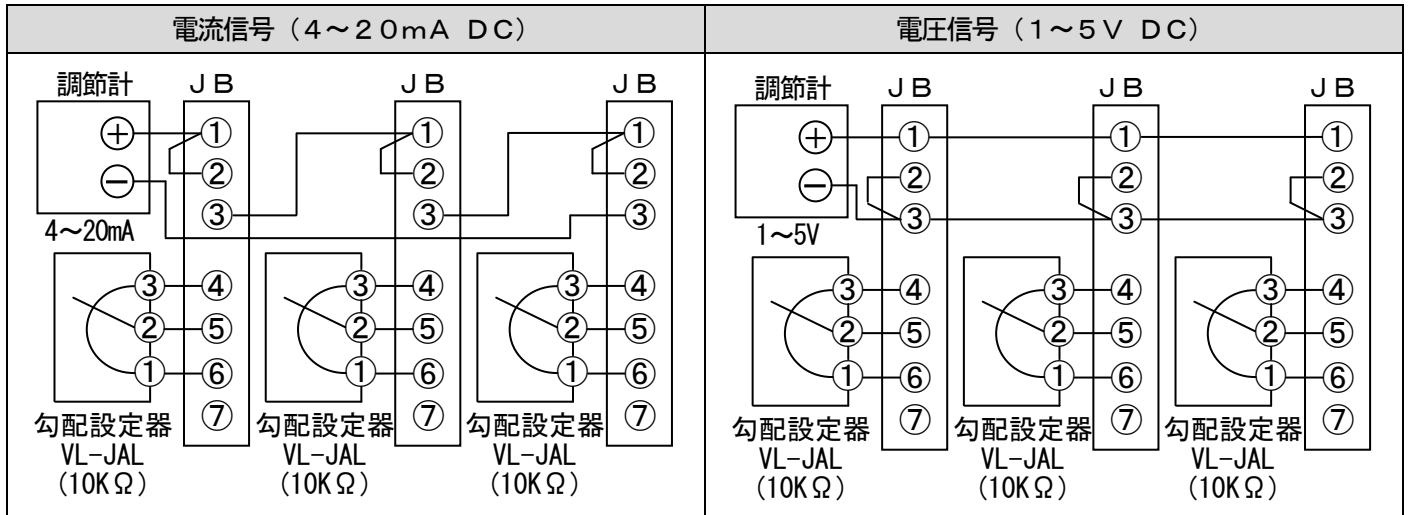 電流信号（４～２０ｍＡ ＤＣ）
調節計 ＪＢ ＪＢ ＪＢ
＋ ① ① ①
－ ② ② ②
③ ③ ③
4～20mA
③ ④ ③ ④ ③ ④
② ⑤ ② ⑤ ② ⑤
① ⑥ ① ⑥ ① ⑥
⑦ ⑦ ⑦
勾配設定器 勾配設定器 勾配設定器
VL-JAL VL-JAL VL-JAL
(10KΩ) (10KΩ) (10KΩ)
電圧信号（１～５Ｖ ＤＣ）
調節計 ＪＢ ＪＢ ＪＢ
＋ ① ① ①
－ ② ② ②
③ ③ ③
1～5V
③ ④ ③ ④ ③ ④
② ⑤ ② ⑤ ② ⑤
① ⑥ ① ⑥ ① ⑥
⑦ ⑦ ⑦
勾配設定器 勾配設定器 勾配設定器
VL-JAL VL-JAL VL-JAL
(10KΩ) (10KΩ) (10KΩ)